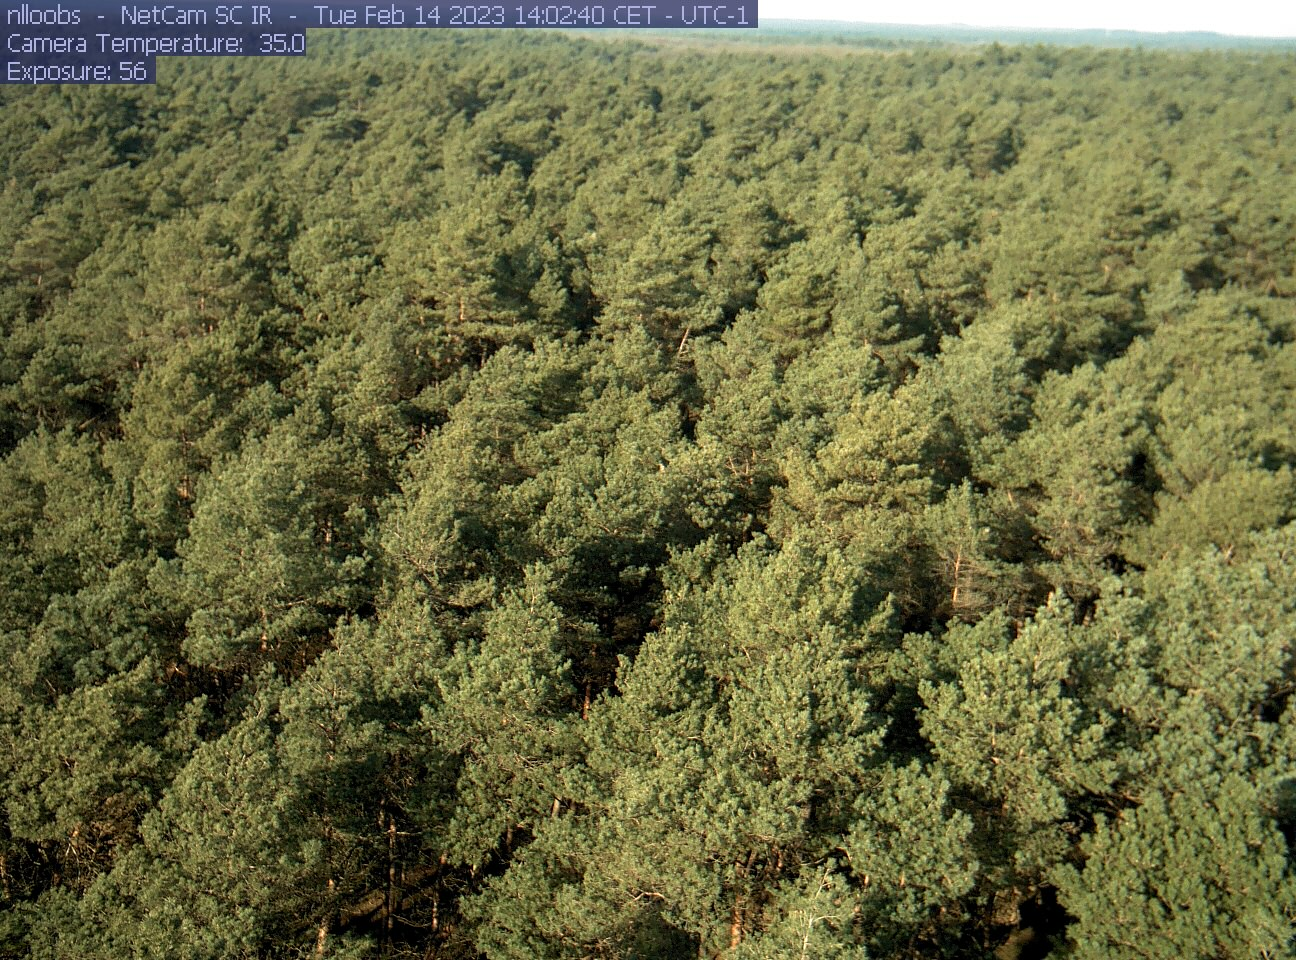 nlloobs - NetCam SC IR - Tue Feb 14 2023 14:02:40 CET - UTC-1
Camera Temperature: 35.0
Exposure: 56